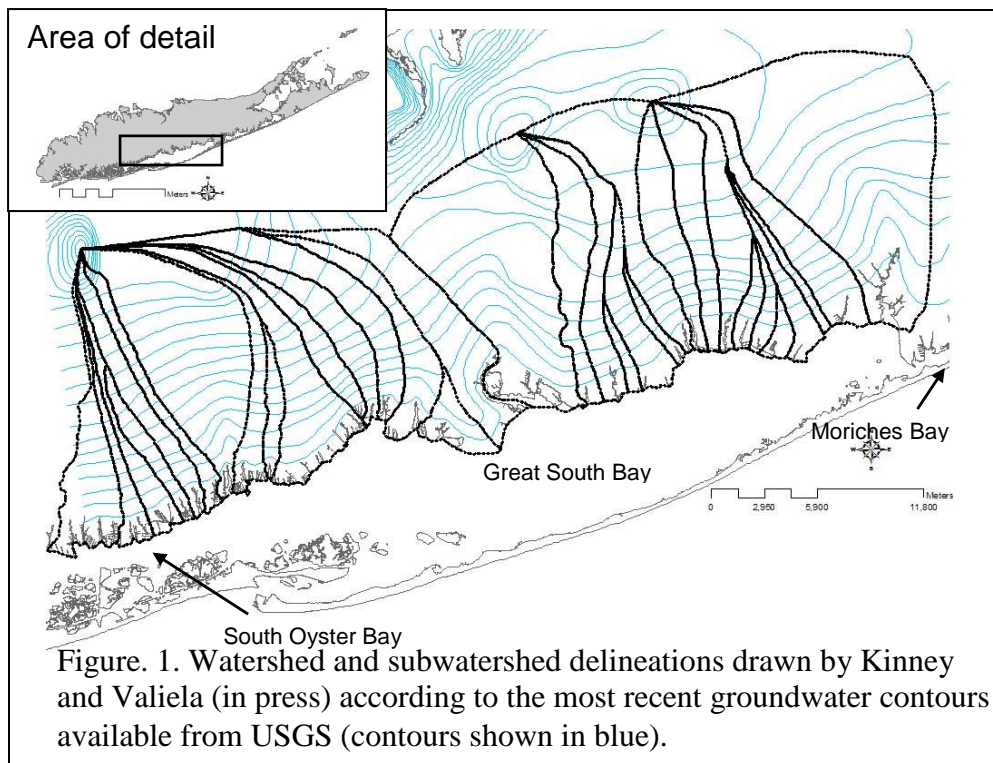 Area of detail
Meters
N
W E
S
Moriches Bay
Great South Bay
N
W E
S
Meters
0 2,950 5,900 11,800
South Oyster Bay
Figure. 1. Watershed and subwatershed delineations drawn by Kinney
and Valiela (in press) according to the most recent groundwater contours
available from USGS (contours shown in blue).